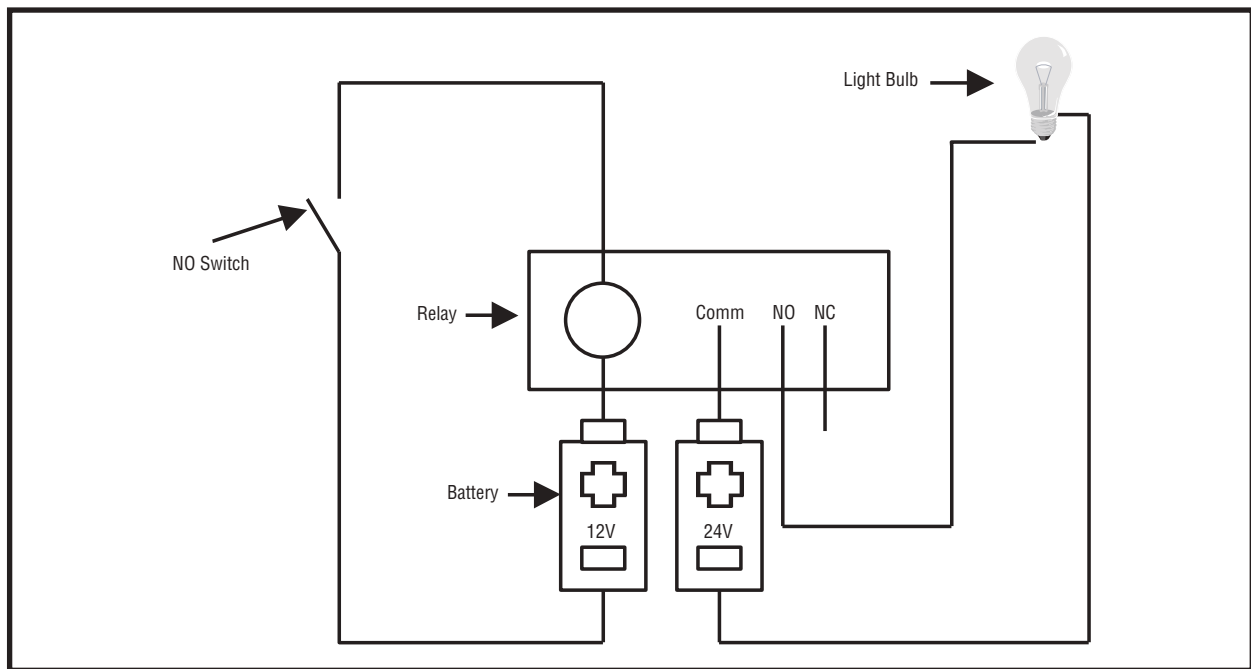 Light Bulb
NO Switch
Relay
Comm NO NC
Battery
12V 24V